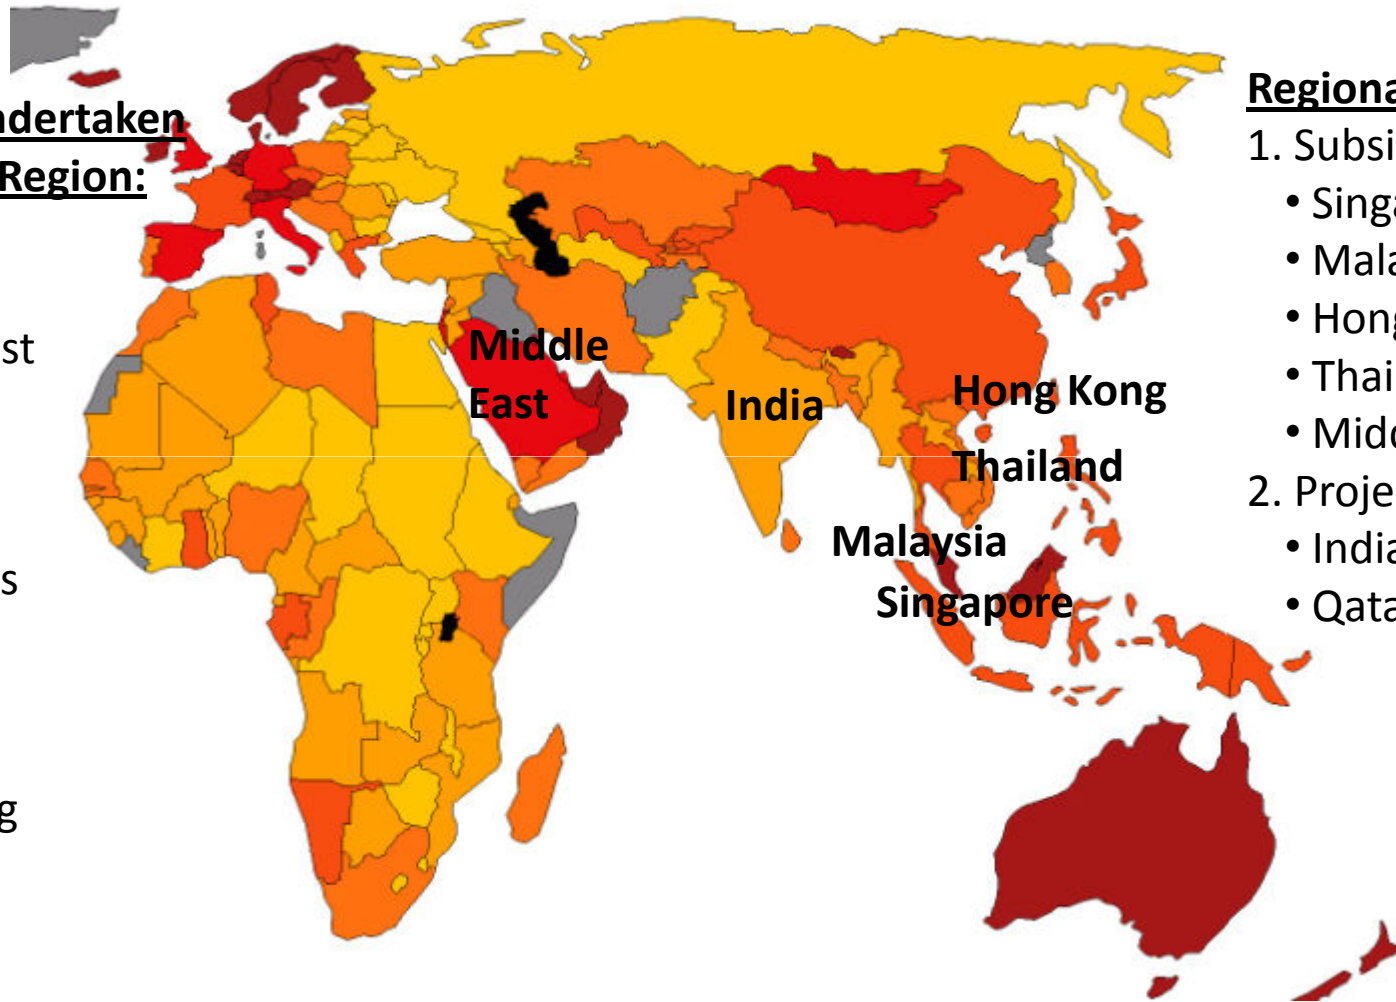 ndertaken
Region:
st
s
g
Middle
East
India
Hong Kong
Thailand
Malaysia
Singapore
Regiona
1. Subsi
• Singa
• Mala
• Hong
• Thai
• Midd
2. Proje
• India
• Qata